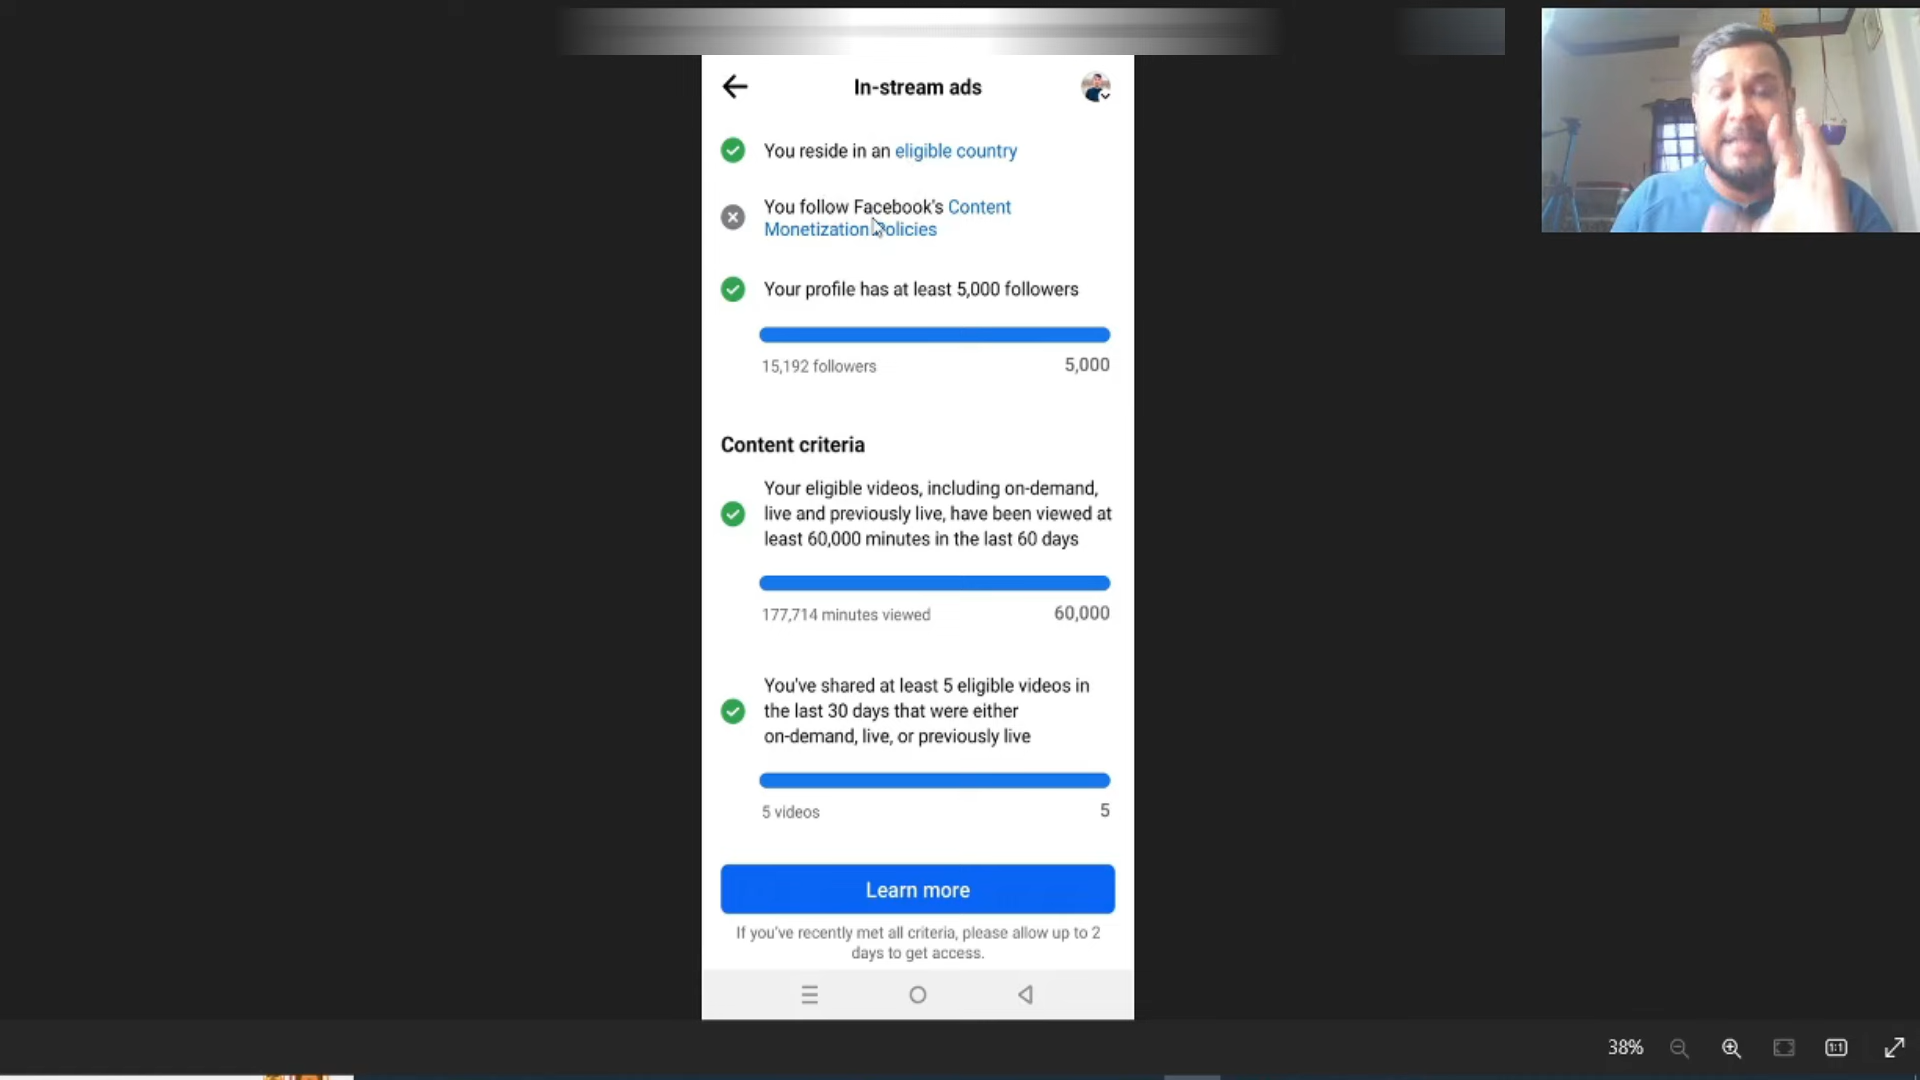 In-stream ads
You reside in an eligible country
You follow Facebook's Content
Monetization Policies
Your profile has at least 5,000 followers
15,192 followers
5,000
Content criteria
Your eligible videos, including on-demand,
live and previously live, have been viewed at
least 60,000 minutes in the last 60 days
177,714 minutes viewed
60,000
You've shared at least 5 eligible videos in
the last 30 days that were either
on-demand, live, or previously live
5 videos
5
Learn more
If you've recently met all criteria, please allow up to 2
days to get access.
38%
1:1